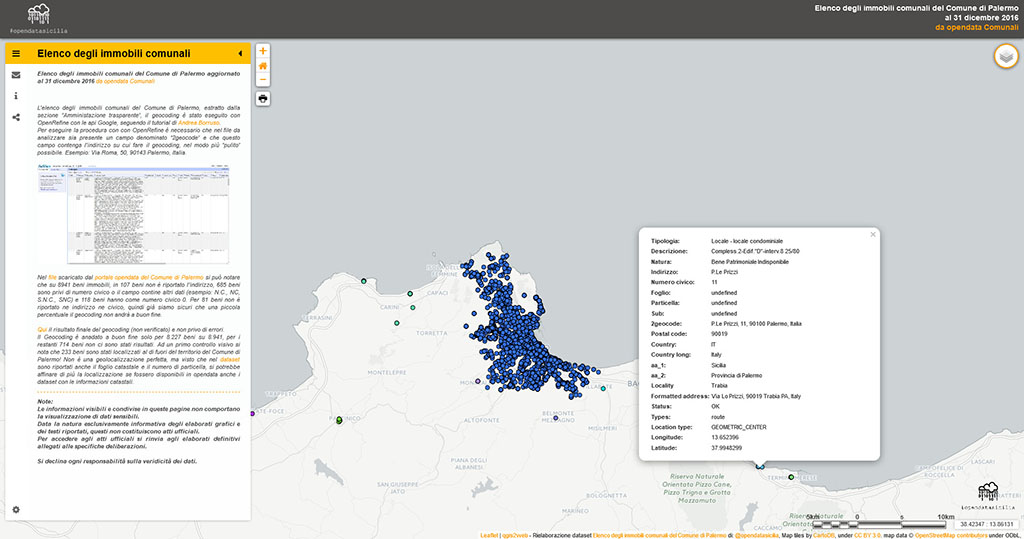 #opendatasicilia
Elenco degli immobili comunali del Comune di Palermo
al 31 dicembre 2016
da opendata Comunali
Elenco degli immobili comunali
Elenco degli immobili comunali del Comune di Palermo aggiornato
al 31 dicembre 2016 da opendata Comunali
L'elenco degli immobili comunali del Comune di Palermo, estratto dalla
sezione "Amministazione trasparente", il geocoding è stato eseguito con
OpenRefine con le api Google, seguendo il tutorial di Andrea Borruso.
Per eseguire la procedura con con OpenRefine è necessario che nel file da
analizzare sia presente un campo denominato "2geocode" e che questo
campo contenga l'indirizzo su cui fare il geocoding, nel modo più "pulito"
possibile. Esempio: Via Roma, 50, 90143 Palermo, Italia.
Nel file scaricato dal portale opendata del Comune di Palermo si può notare
che su 8941 beni immobili, in 107 beni non è riportato l'indirizzo, 685 beni
sono privi di numero civico o il campo contine altri dati (esempio N.C., NC,
S.N.C., SNC) e 118 beni hanno come numero civico 0. Per 81 beni non è
riportato ne indirizzo ne civico, quindi già siamo sicuri che una piccola
percentuale il geocoding non andrà a buon fine.
Qui il risultato finale del geocoding (non verificato) e non privo di errori.
Il Geocoding è anadato a buon fine solo per 8.227 beni su 8.941, per i
restanti 714 beni non ci sono stati risultati. Ad un primo controllo visivo si
nota che 233 beni sono stati localizzati al di fuori del territorio del Comune di
Palermo! Non è una geolocalizzazione perfetta, ma visto che nel dataset
sono riportati anche il foglio catastale e il numero di particella, si potrebbe
affinare di più la localizzazione se fossero disponibili in opendata anche i
dataset con le informazioni catastali.
Note:
Le informazioni visibili e condivise in queste pagine non comportano
la visualizzazione di dati sensibili.
Data la natura esclusivamente informativa degli elaborati grafici e
dei testi riportati, questi non costituiscono atti ufficiali.
Per accedere agli atti ufficiali si rinvia agli elaborati definitivi
allegati alle specifiche deliberazioni.
Si declina ogni responsabilità sulla veridicità dei dati.
CAPACI
CARINI
TERRASINI
TORRETTA
MONTELEPRE
MONREALE
ALTOFONTE
BELMONTE
MEZZAGNO
MISILMERI
PIANA DEGLI
ALBANESI
SAN GIUSEPPE
JATO
BOLOGNETTA
MARINEO
Riserva Naturale
Orientata Pizzo Cane,
Pizzo Trigna e Grotta
Mazzamuto
CACCAMO
CAMPOFELICE DI
ROCCELLA
LASCARI
Tipologia: Locale - locale condominiale
Descrizione: Compless.2-Edif."D"-interv.8.25/80
Natura: Bene Patrimoniale Indisponibile
Indirizzo: P.Le Prizzi
Numero civico: 11
Foglio: undefined
Particella: undefined
Sub: undefined
2geocode: P.Le Prizzi, 11, 90100 Palermo, Italia
Postal code: 90019
Country: IT
Country long: Italy
aa_1: Sicilia
aa_2: Provincia di Palermo
Locality Trabia
Formatted address: Via Lo Prizzi, 90019 Trabia PA, Italy
Status: OK
Types: route
Location type: GEOMETRIC_CENTER
Longitude: 13.652396
Latitude: 37.9948299
opendatasicilia
5km 0 5 10km
38.42347 : 13.86131
Leaflet | qgis2web - Rielaborazione dataset Elenco degli immobili comunali del Comune di Palermo di: @opendatasicilia, Map tiles by CartoDB, under CC BY 3.0. map data © OpenStreetMap contributors under ODbL.